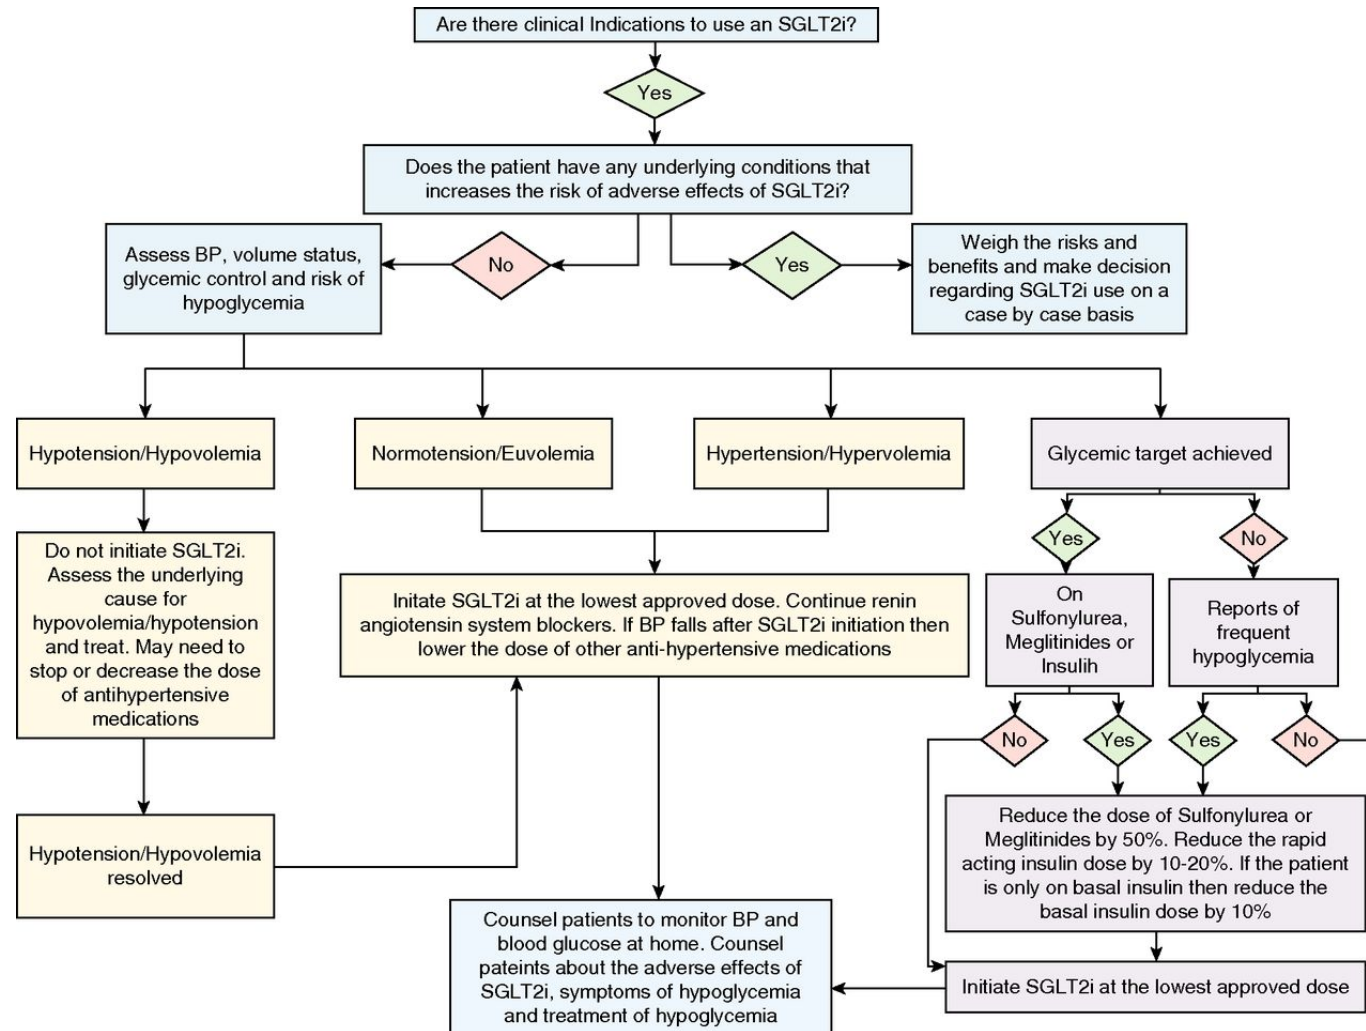 Are there clinical Indications to use an SGLT2i?
Yes
Does the patient have any underlying conditions that
increases the risk of adverse effects of SGLT2i?
Assess BP, volume status,
glycemic control and risk of
hypoglycemia
No
Yes
Weigh the risks and
benefits and make decision
regarding SGLT2i use on a
case by case basis
Hypotension/Hypovolemia
Normotension/Euvolemia
Hypertension/Hypervolemia
Glycemic target achieved
Yes
No
Do not initiate SGLT2i.
Assess the underlying
cause for
hypovolemia/hypotension
and treat. May need to
stop or decrease the dose
of antihypertensive
medications
Initate SGLT2i at the lowest approved dose. Continue renin
angiotensin system blockers. If BP falls after SGLT2i initiation then
lower the dose of other anti-hypertensive medications
On
Sulfonylurea,
Meglitinides or
Insulih
Reports of
frequent
hypoglycemia
No
Yes
Yes
No
Hypotension/Hypovolemia
resolved
Reduce the dose of Sulfonylurea or
Meglitinides by 50%. Reduce the rapid
acting insulin dose by 10-20%. If the patient
is only on basal insulin then reduce the
basal insulin dose by 10%
Counsel patients to monitor BP and
blood glucose at home. Counsel
pateints about the adverse effects of
SGLT2i, symptoms of hypoglycemia
and treatment of hypoglycemia
Initiate SGLT2i at the lowest approved dose